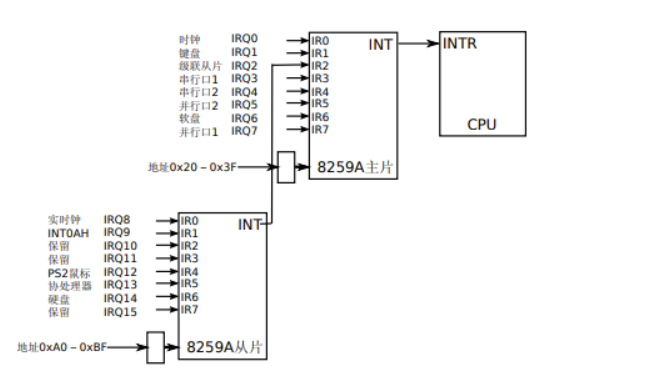 时钟 IRQ0 IR0 INT INTR
键盘 IRQ1 IR1
级联从片 IRQ2 IR2
串行口1 IRQ3 IR3
串行口2 IRQ4 IR4
并行口2 IRQ5 IR5
软盘 IRQ6 IR6
并行口1 IRQ7 IR7
CPU
地址0x20 – 0x3F 8259A主片
实时钟 IRQ8 IR0 INT
INT0AH IRQ9 IR1
保留 IRQ10 IR2
保留 IRQ11 IR3
PS2鼠标 IRQ12 IR4
协处理器 IRQ13 IR5
硬盘 IRQ14 IR6
保留 IRQ15 IR7
地址0xA0 – 0xBF 8259A从片